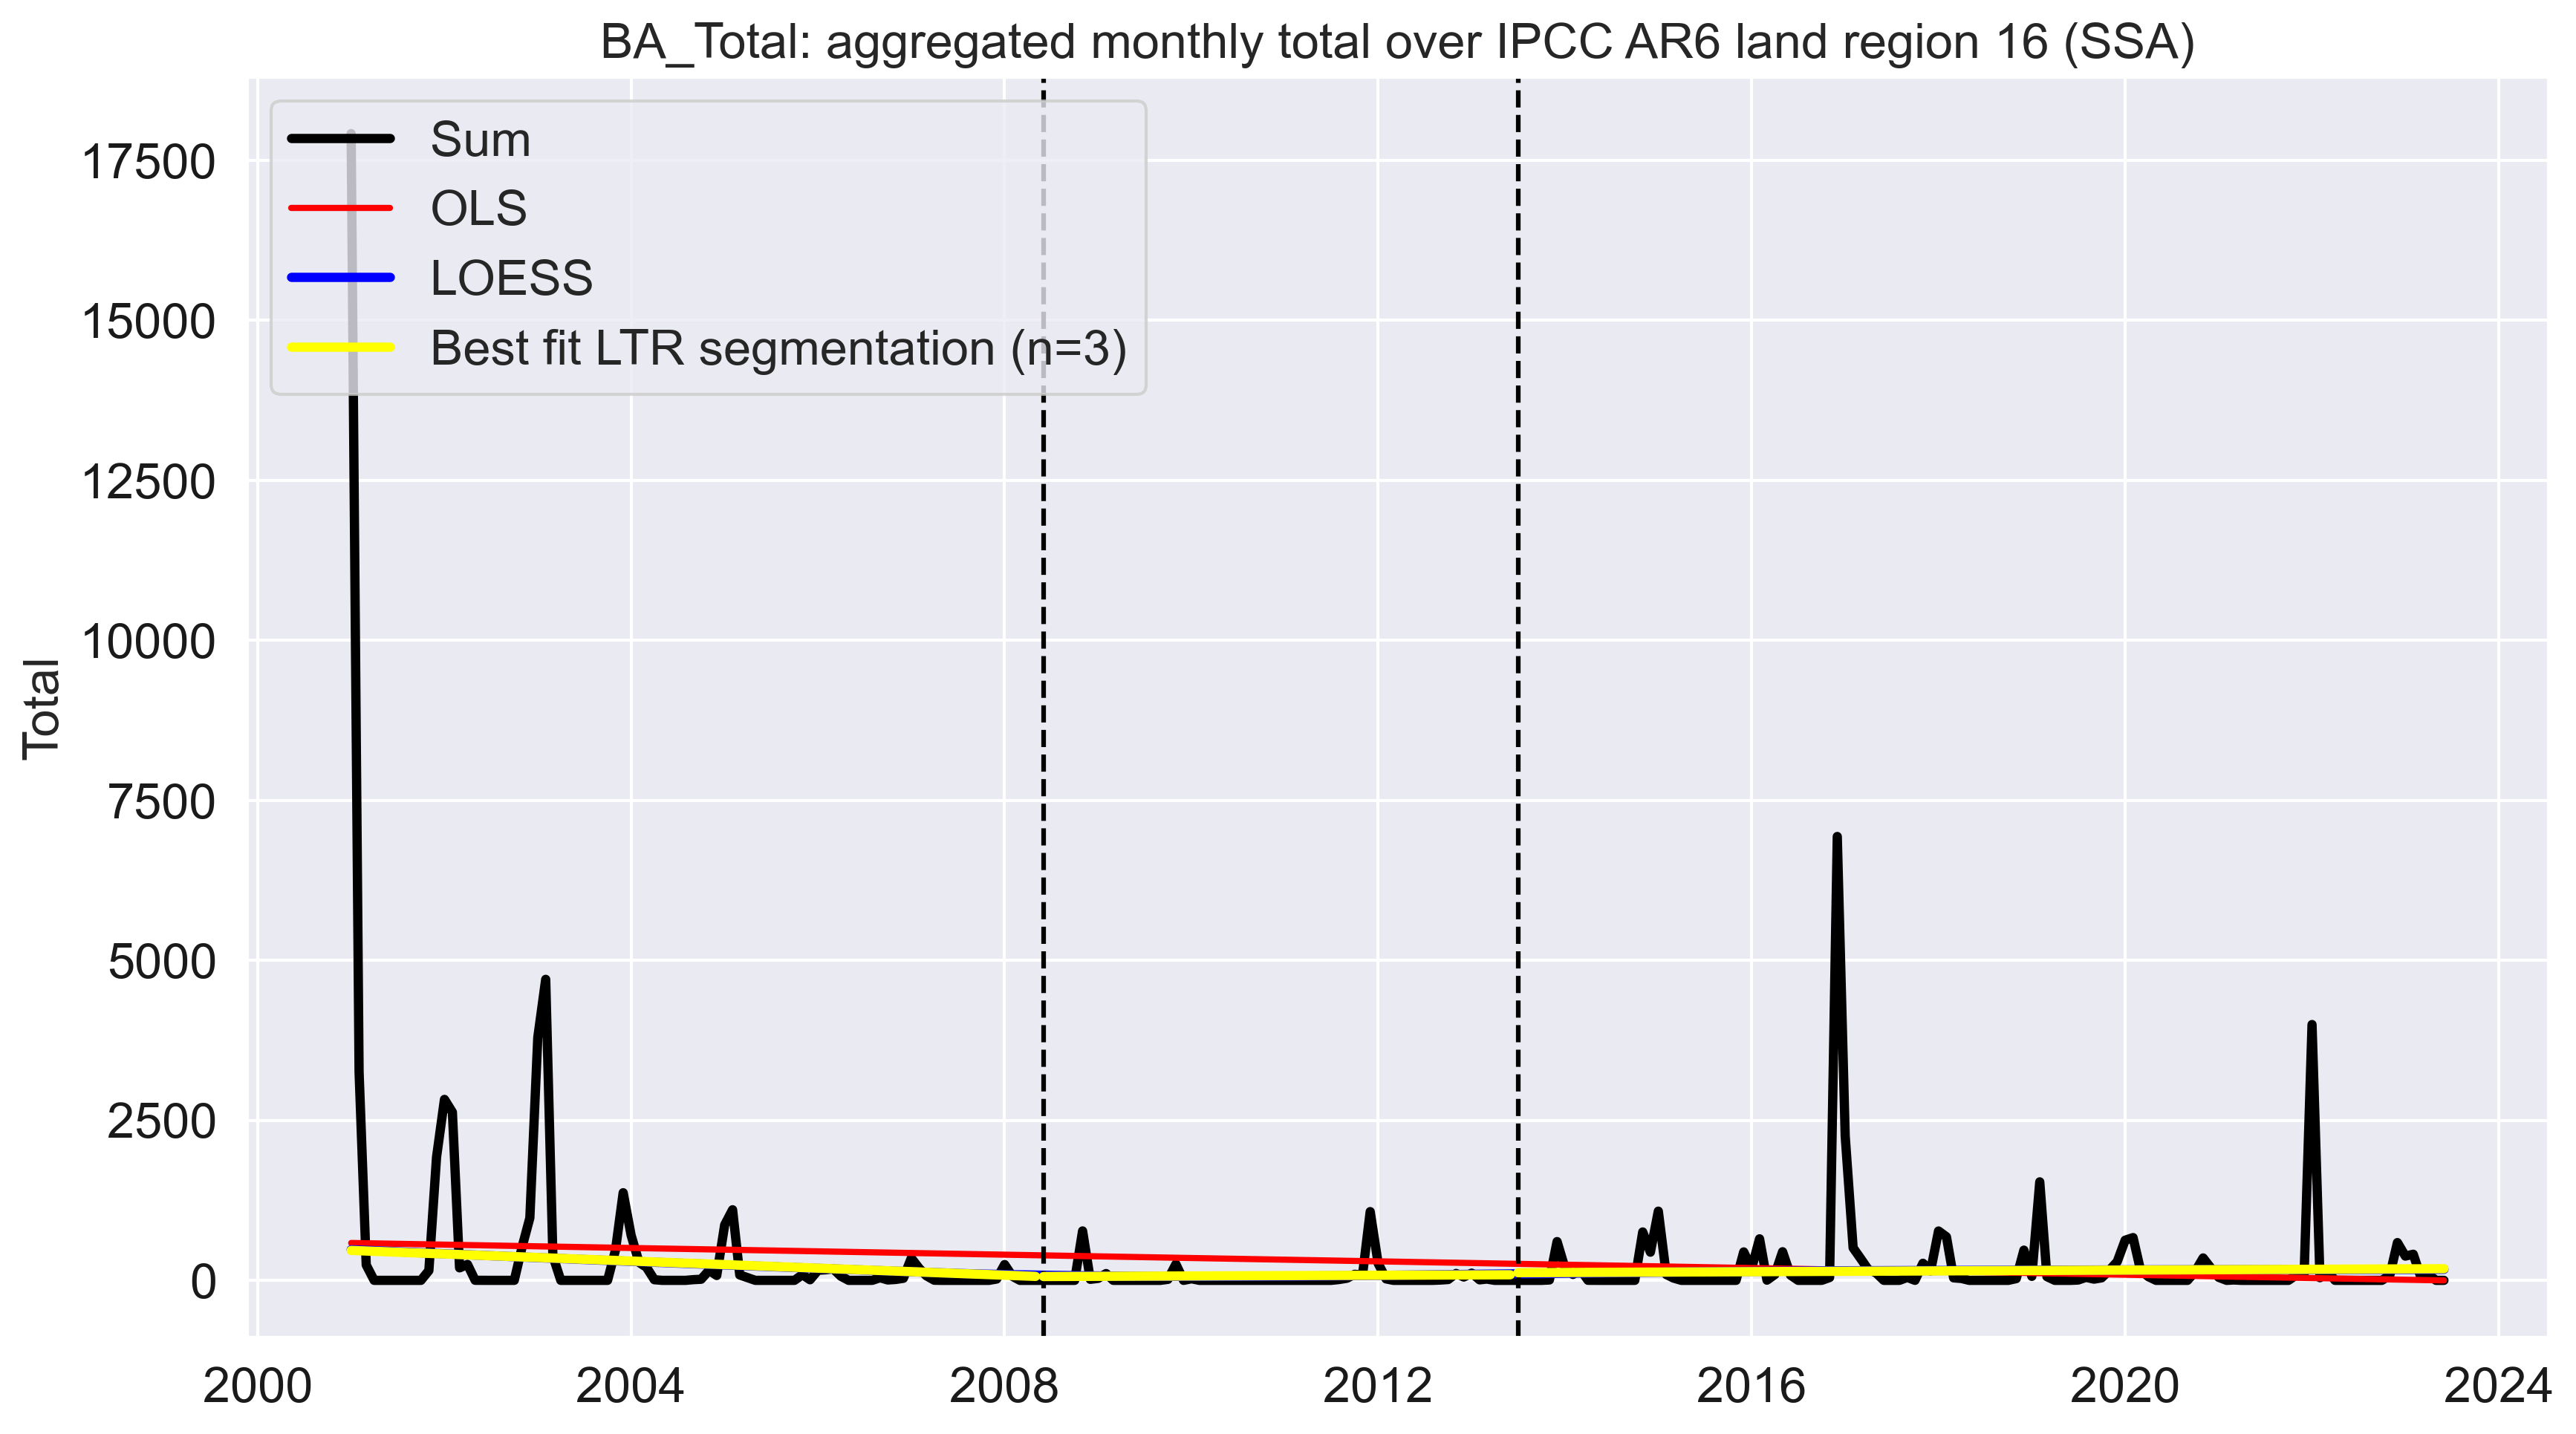 BA_Total: aggregated monthly total over IPCC AR6 land region 16 (SSA)
Sum
OLS
LOESS
Best fit LTR segmentation (n=3)
17500
15000
12500
10000
7500
5000
2500
0
Total
2000 2004 2008 2012 2016 2020 2024